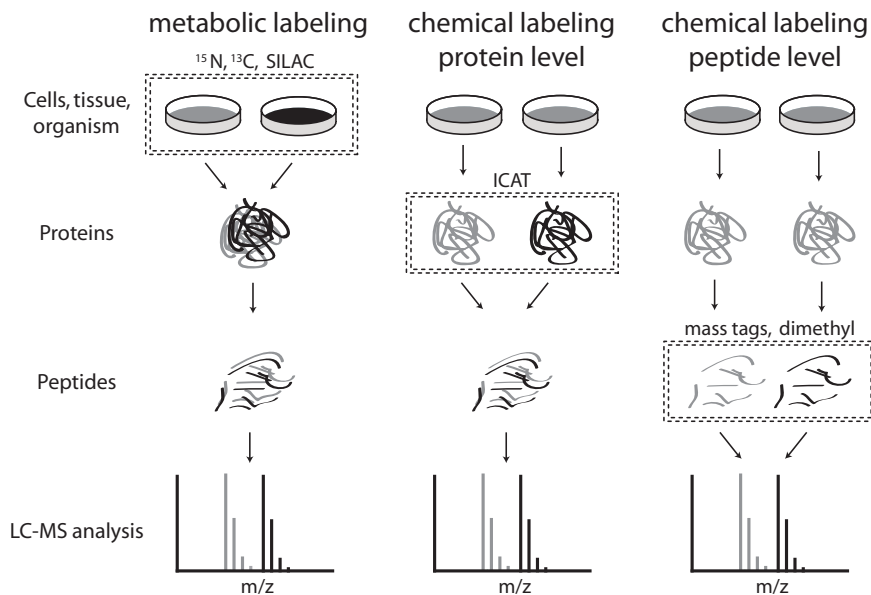 metabolic labeling
chemical labeling
protein level
chemical labeling
peptide level
¹⁵N, ¹³C, SILAC
Cells, tissue,
organism
ICAT
Proteins
mass tags, dimethyl
Peptides
LC-MS analysis
m/z
m/z
m/z